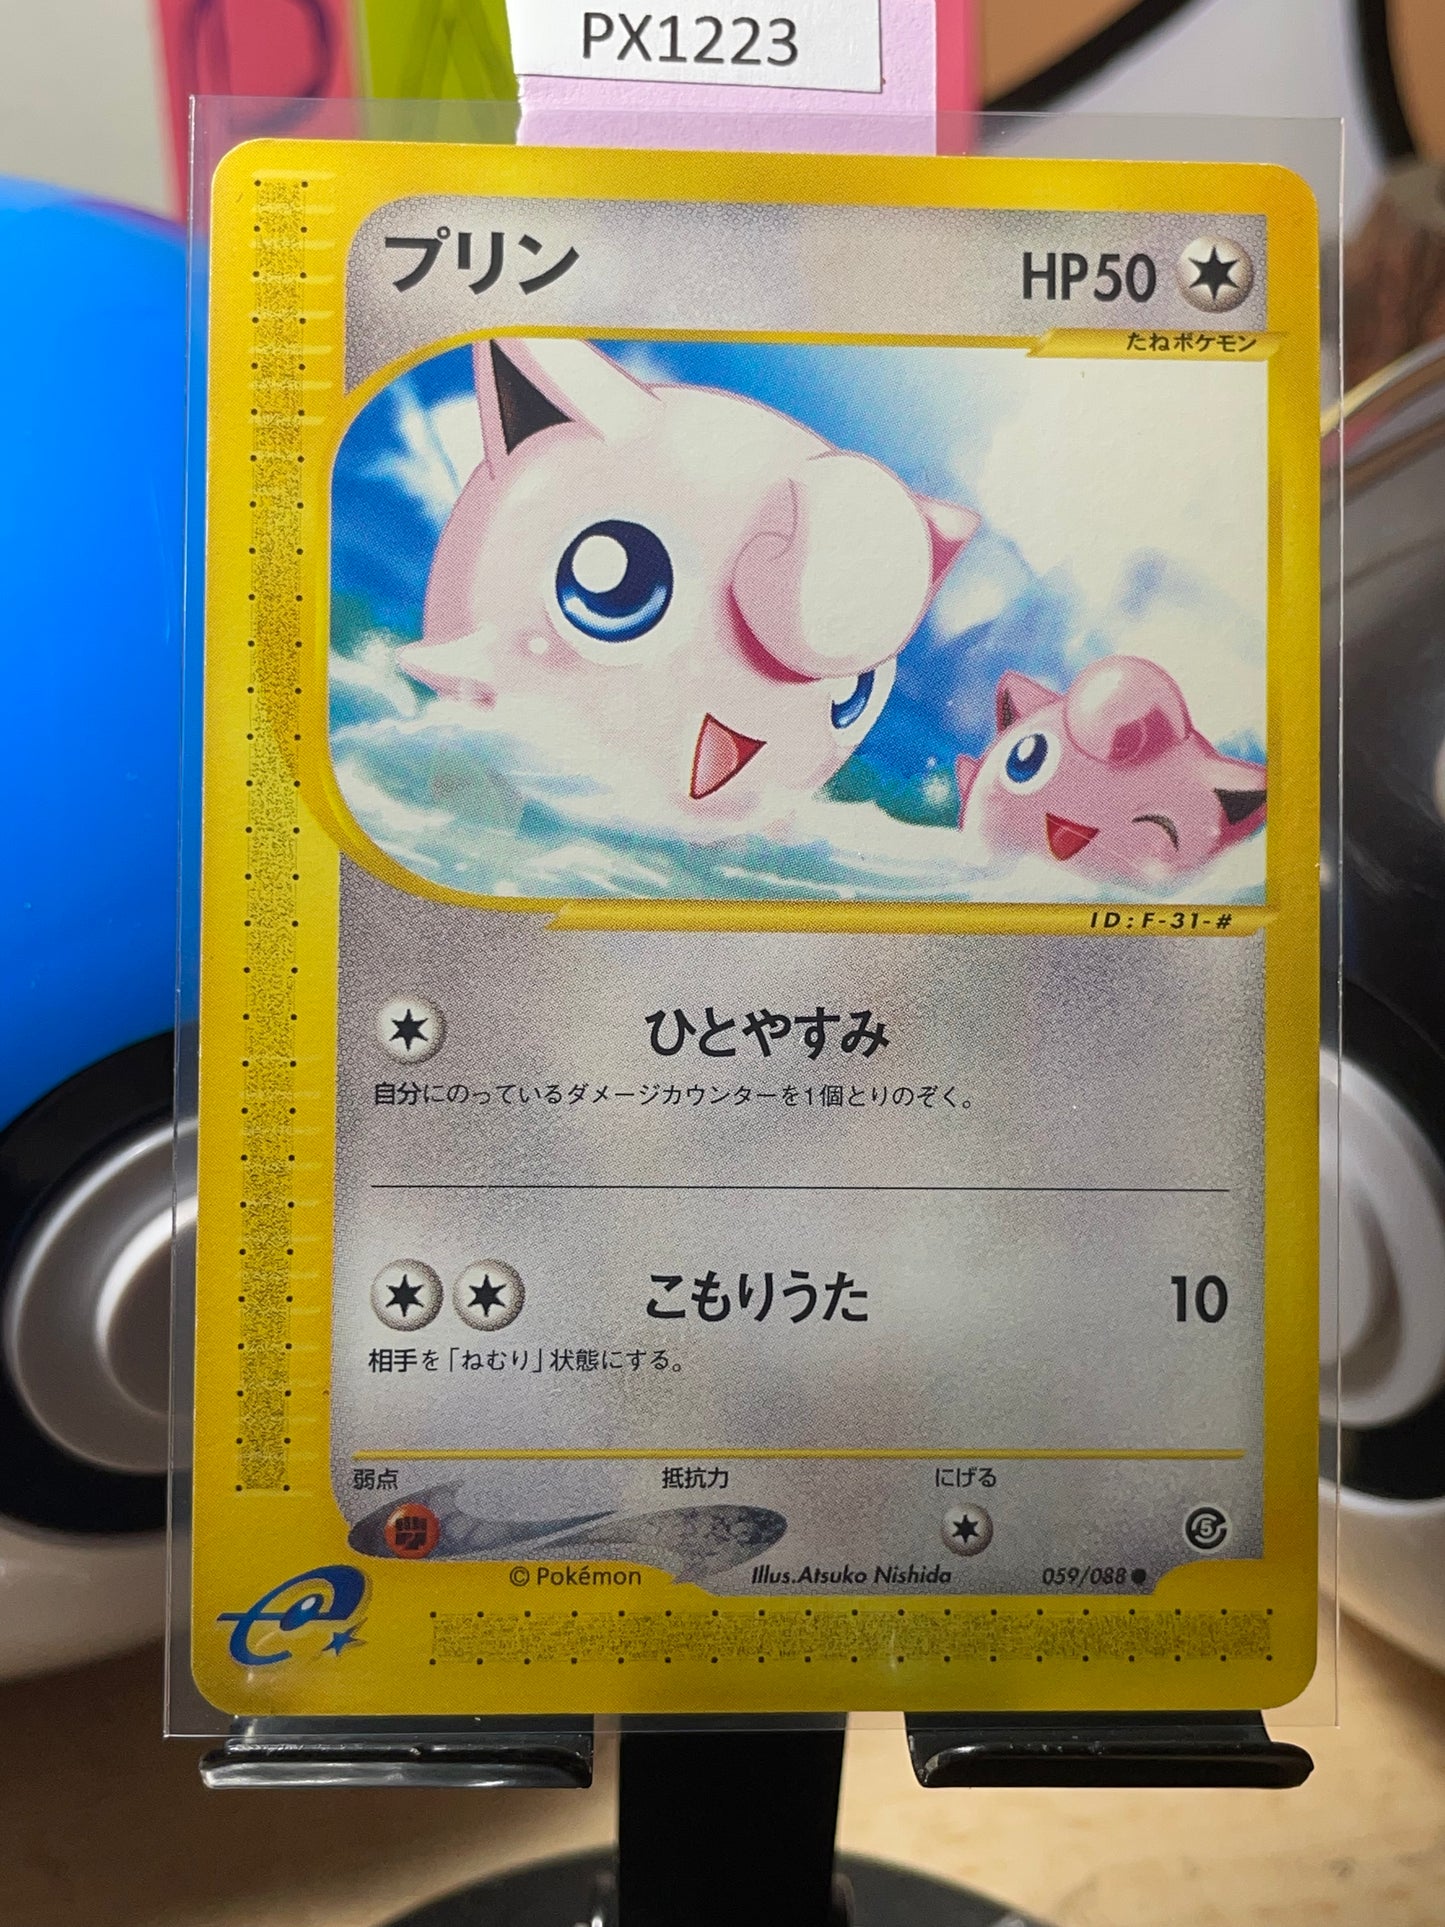 PX1223
プリン
HP50
たねポケモン
ID:F-31-#
ひとやすみ
自分にのっているダメージカウンターを1個とりのぞく。
こもりうた 10
相手を「ねむり」状態にする。
弱点 抵抗力 にげる
5
©Pokémon Illus.Atsuko Nishida 059/088●
e